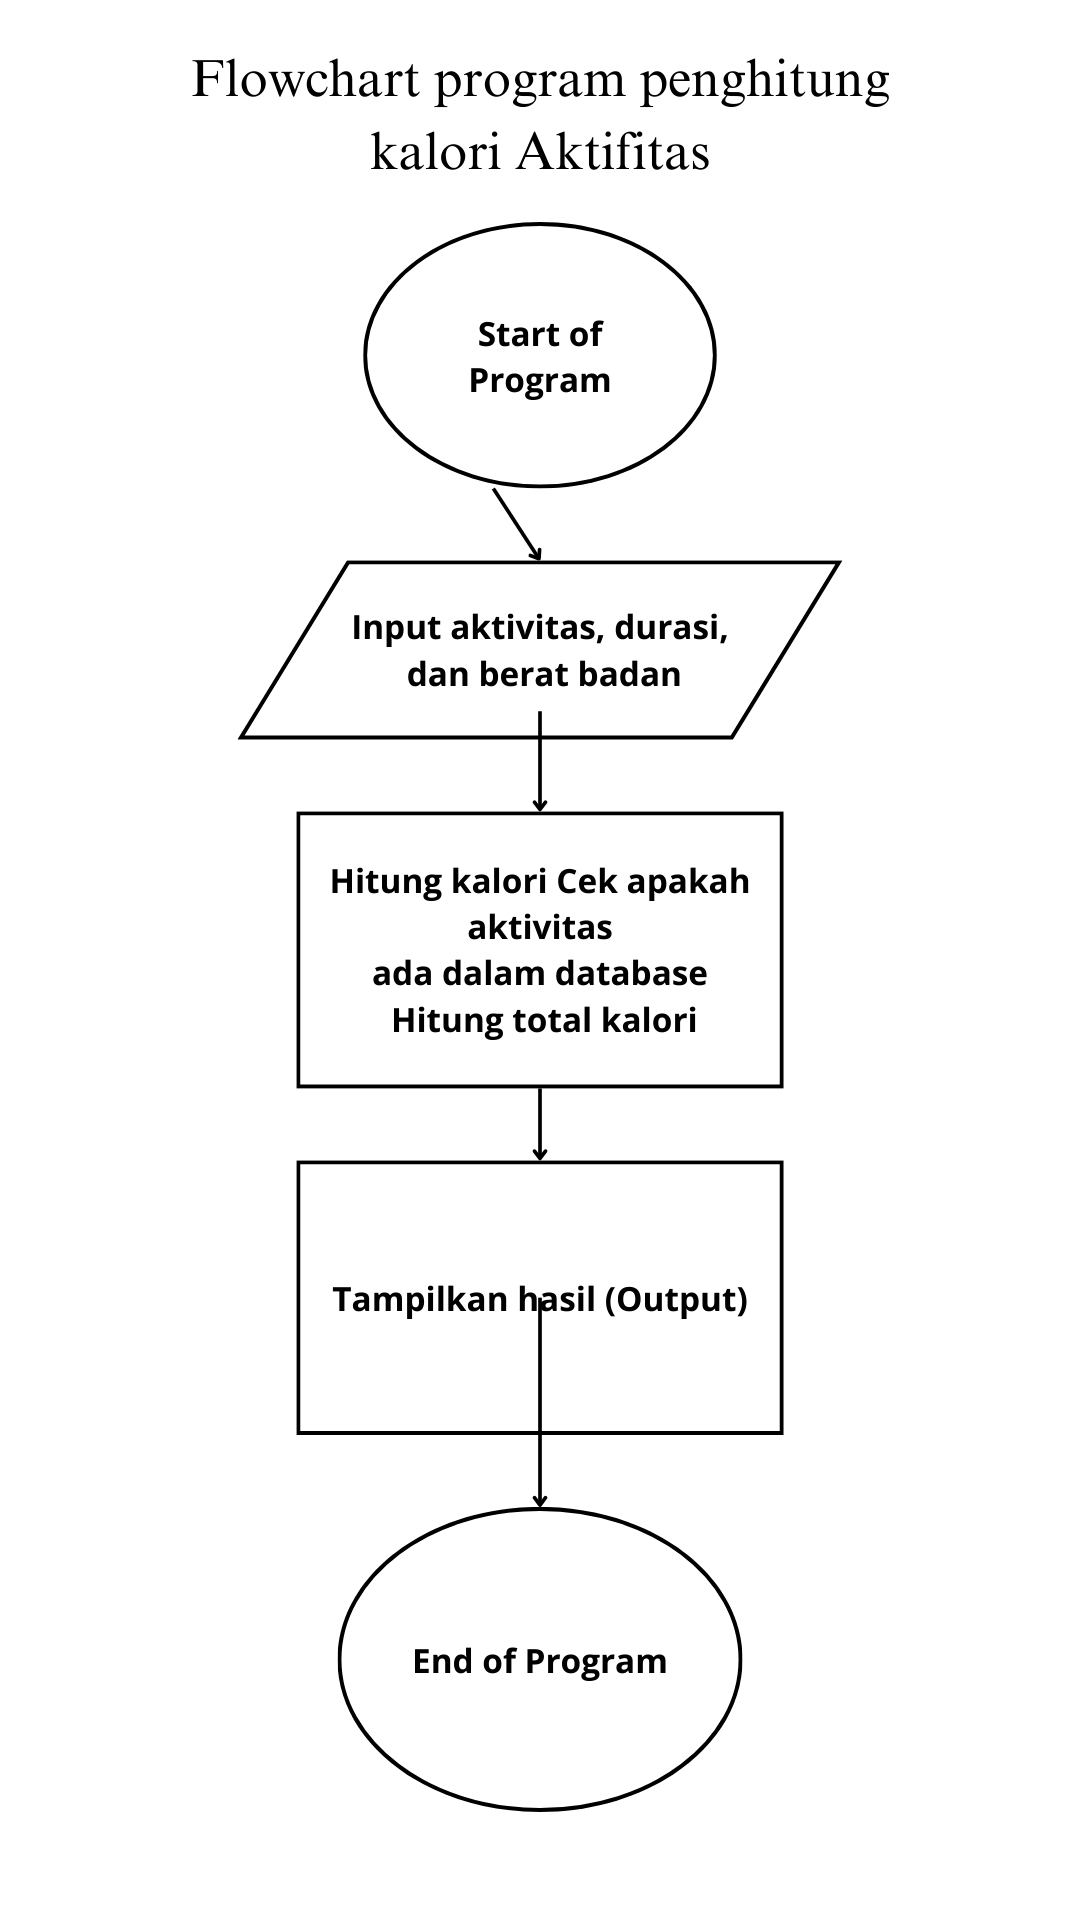 Flowchart program penghitung
kalori Aktifitas
Start of
Program
Input aktivitas, durasi,
dan berat badan
Hitung kalori Cek apakah
aktivitas
ada dalam database
Hitung total kalori
Tampilkan hasil (Output)
End of Program